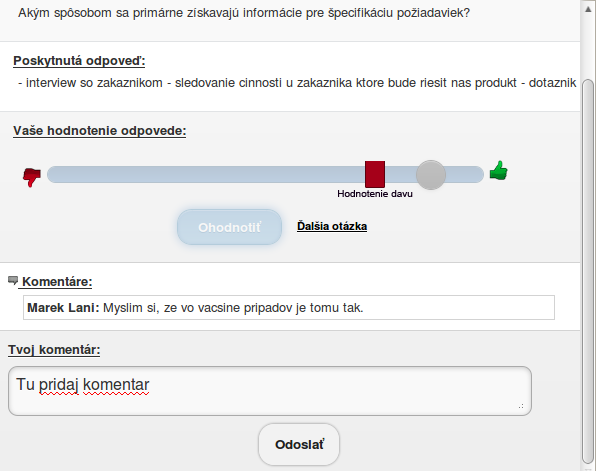 Akým spôsobom sa primárne získavajú informácie pre špecifikáciu požiadaviek?
Poskytnutá odpoveď:
- interview so zakaznikom - sledovanie cinnosti u zakaznika ktore bude riesit nas produkt - dotaznik
Vaše hodnotenie odpovede:
Hodnotenie davu
Ohodnotiť
Ďalšia otázka
Komentáre:
Marek Lani: Myslim si, ze vo vacsine pripadov je tomu tak.
Tvoj komentár:
Tu pridaj komentar
Odoslať